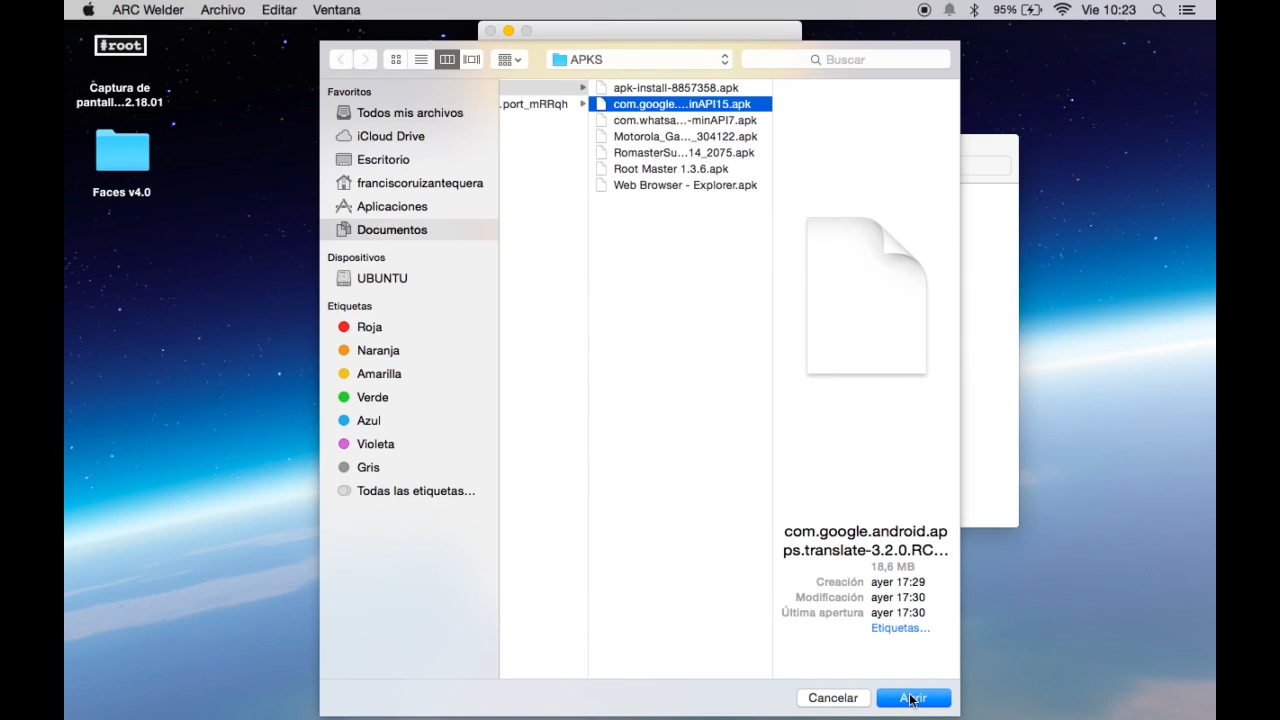 ARC Welder Archivo Editar Ventana 95% Vie 10:23
#root
Captura de
pantall...2.18.01
Faces v4.0
APKS
Buscar
Favoritos
Todos mis archivos
iCloud Drive
Escritorio
franciscoruizantequera
Aplicaciones
Documentos
Dispositivos
UBUNTU
Etiquetas
Roja
Naranja
Amarilla
Verde
Azul
Violeta
Gris
Todas las etiquetas...
.port_mRRqh
apk-install-8857358.apk
com.google....inAPI15.apk
com.whatsa...-minAPI7.apk
Motorola_Ga..._304122.apk
RomasterSu...14_2075.apk
Root Master 1.3.6.apk
Web Browser - Explorer.apk
com.google.android.ap
ps.translate-3.2.0.RC...
18,6 MB
Creación ayer 17:29
Modificación ayer 17:30
Última apertura ayer 17:30
Etiquetas...
Cancelar
Abrir